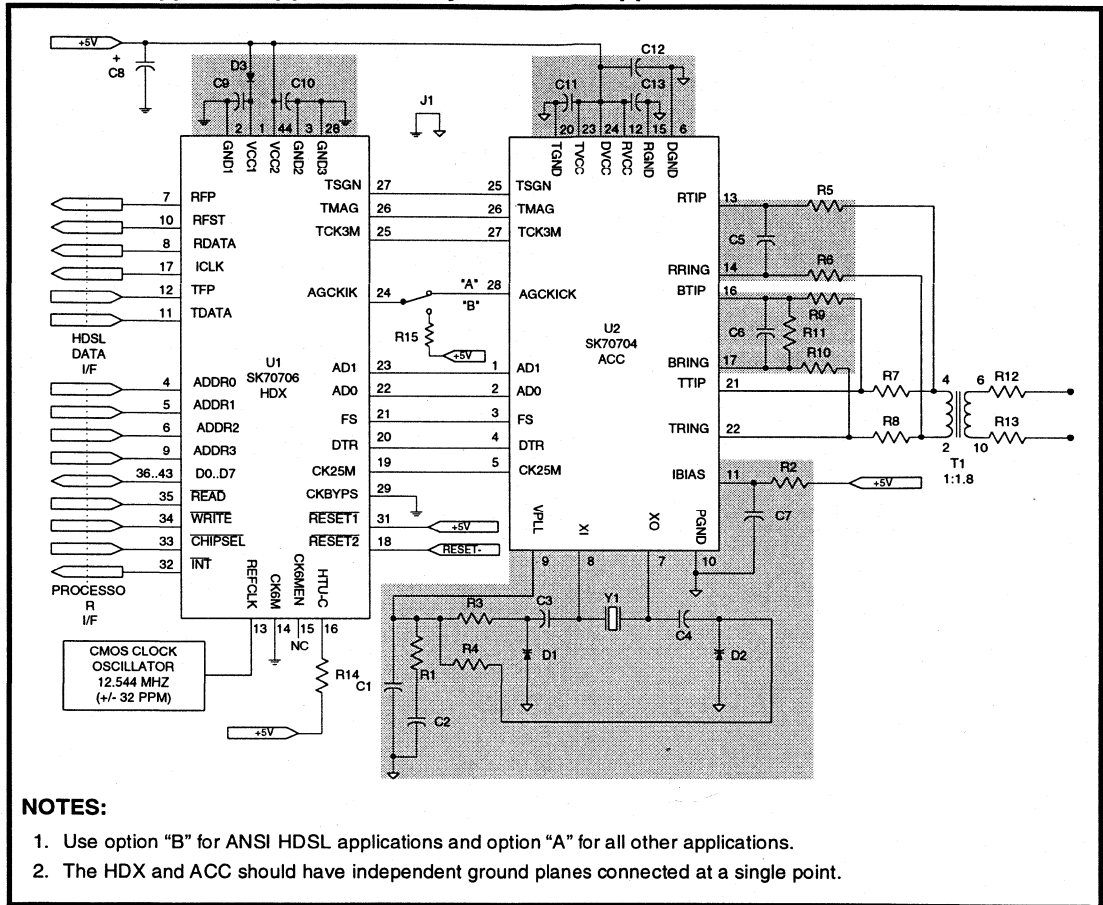 +5V
+
C8
D3
C9
C10
2
1
44
3
28
GND1
VCC1
VCC2
GND2
GND3
J1
C12
C11
C13
20
23
24
12
15
6
TGND
TVCC
DVCC
RVCC
RGND
DGND
7
RFP
10
RFST
8
RDATA
17
ICLK
12
TFP
11
TDATA
HDSL
DATA
I/F
4
ADDR0
5
ADDR1
6
ADDR2
9
ADDR3
36..43
D0..D7
35
READ
34
WRITE
33
CHIPSEL
32
INT
PROCESSO
R
I/F
U1
SK70706
HDX
TSGN
27
TMAG
26
TCK3M
25
AGCKIK
24
"A"
"B"
R15
+5V
AD1
23
AD0
22
FS
21
DTR
20
CK25M
19
CKBYPS
29
RESET1
31
+5V
RESET2
18
RESET-
REFCLK
CK6M
CK6MEN
HTU-C
13
14
15
16
NC
R14
+5V
CMOS CLOCK
OSCILLATOR
12.544 MHZ
(+/- 32 PPM)
25
TSGN
26
TMAG
27
TCK3M
28
AGCKICK
U2
SK70704
ACC
1
AD1
2
AD0
3
FS
4
DTR
5
CK25M
RTIP
13
R5
C5
RRING
14
R6
BTIP
16
R9
C6
R11
BRING
17
R10
TTIP
21
R7
TRING
22
R8
4
6
2
10
T1
1:1.8
R12
R13
IBIAS
11
R2
+5V
C7
VPLL
XI
XO
PGND
9
8
7
10
R3
C3
Y1
C4
R4
D1
D2
R1
C1
C2
NOTES:
1. Use option “B” for ANSI HDSL applications and option “A” for all other applications.
2. The HDX and ACC should have independent ground planes connected at a single point.